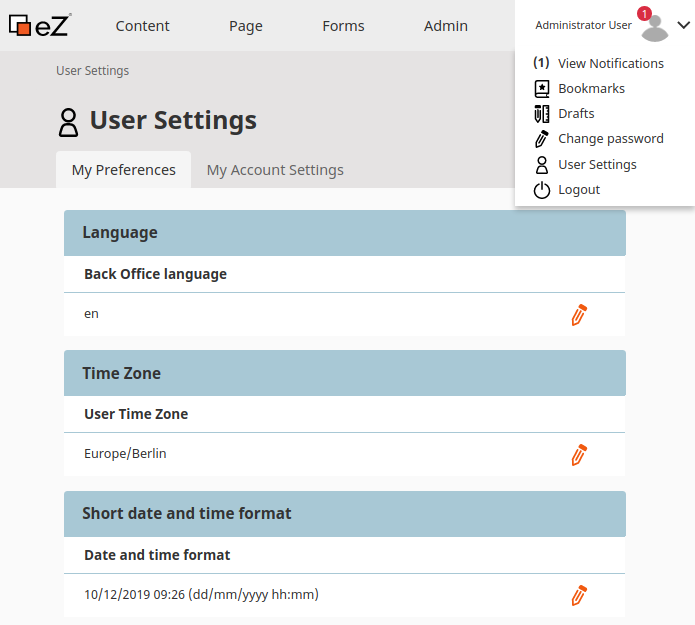 eZ
Content
Page
Forms
Admin
Administrator User
1
(1) View Notifications
Bookmarks
Drafts
Change password
User Settings
Logout
User Settings
User Settings
My Preferences
My Account Settings
Language
Back Office language
en
Time Zone
User Time Zone
Europe/Berlin
Short date and time format
Date and time format
10/12/2019 09:26 (dd/mm/yyyy hh:mm)